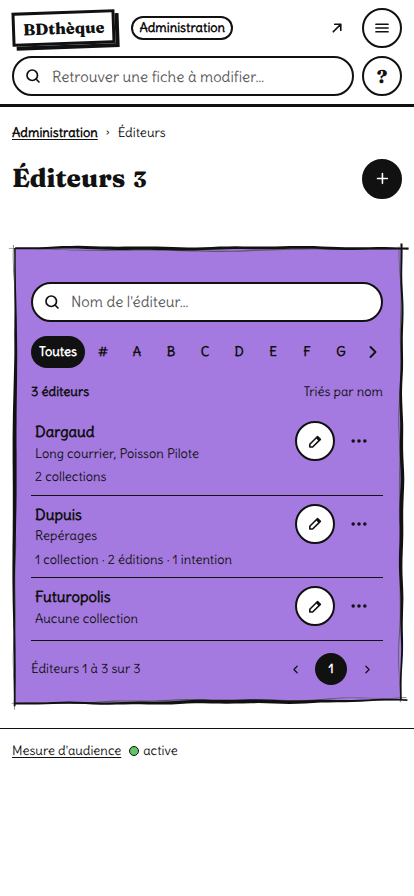 BDthèque Administration
Retrouver une fiche à modifier... ?
Administration › Éditeurs
Éditeurs 3
Nom de l'éditeur...
Toutes # A B C D E F G
3 éditeurs Triés par nom
Dargaud
Long courrier, Poisson Pilote
2 collections
Dupuis
Repérages
1 collection · 2 éditions · 1 intention
Futuropolis
Aucune collection
Éditeurs 1 à 3 sur 3 ‹ 1 ›
Mesure d'audience active